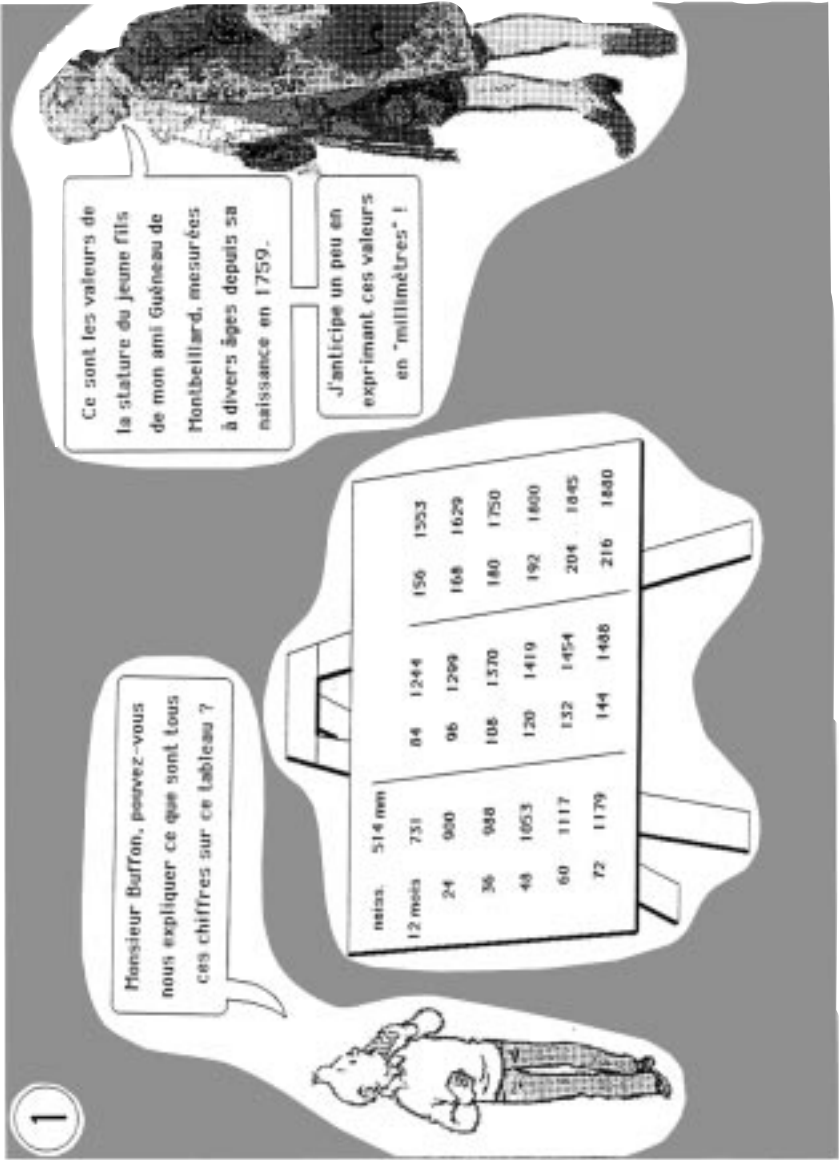 1
Monsieur Buffon, pouvez-vous
nous expliquer ce que sont tous
ces chiffres sur ce tableau ?
naiss. 514 mm
12 mois 731
24 900
36 988
48 1053
60 1117
72 1179
84 1244
96 1299
108 1370
120 1419
132 1454
144 1488
156 1553
168 1629
180 1750
192 1800
204 1845
216 1880
Ce sont les valeurs de
la stature du jeune fils
de mon ami Guéneau de
Montbeillard, mesurées
à divers âges depuis sa
naissance en 1759.
J'anticipe un peu en
exprimant ces valeurs
en "millimètres" !